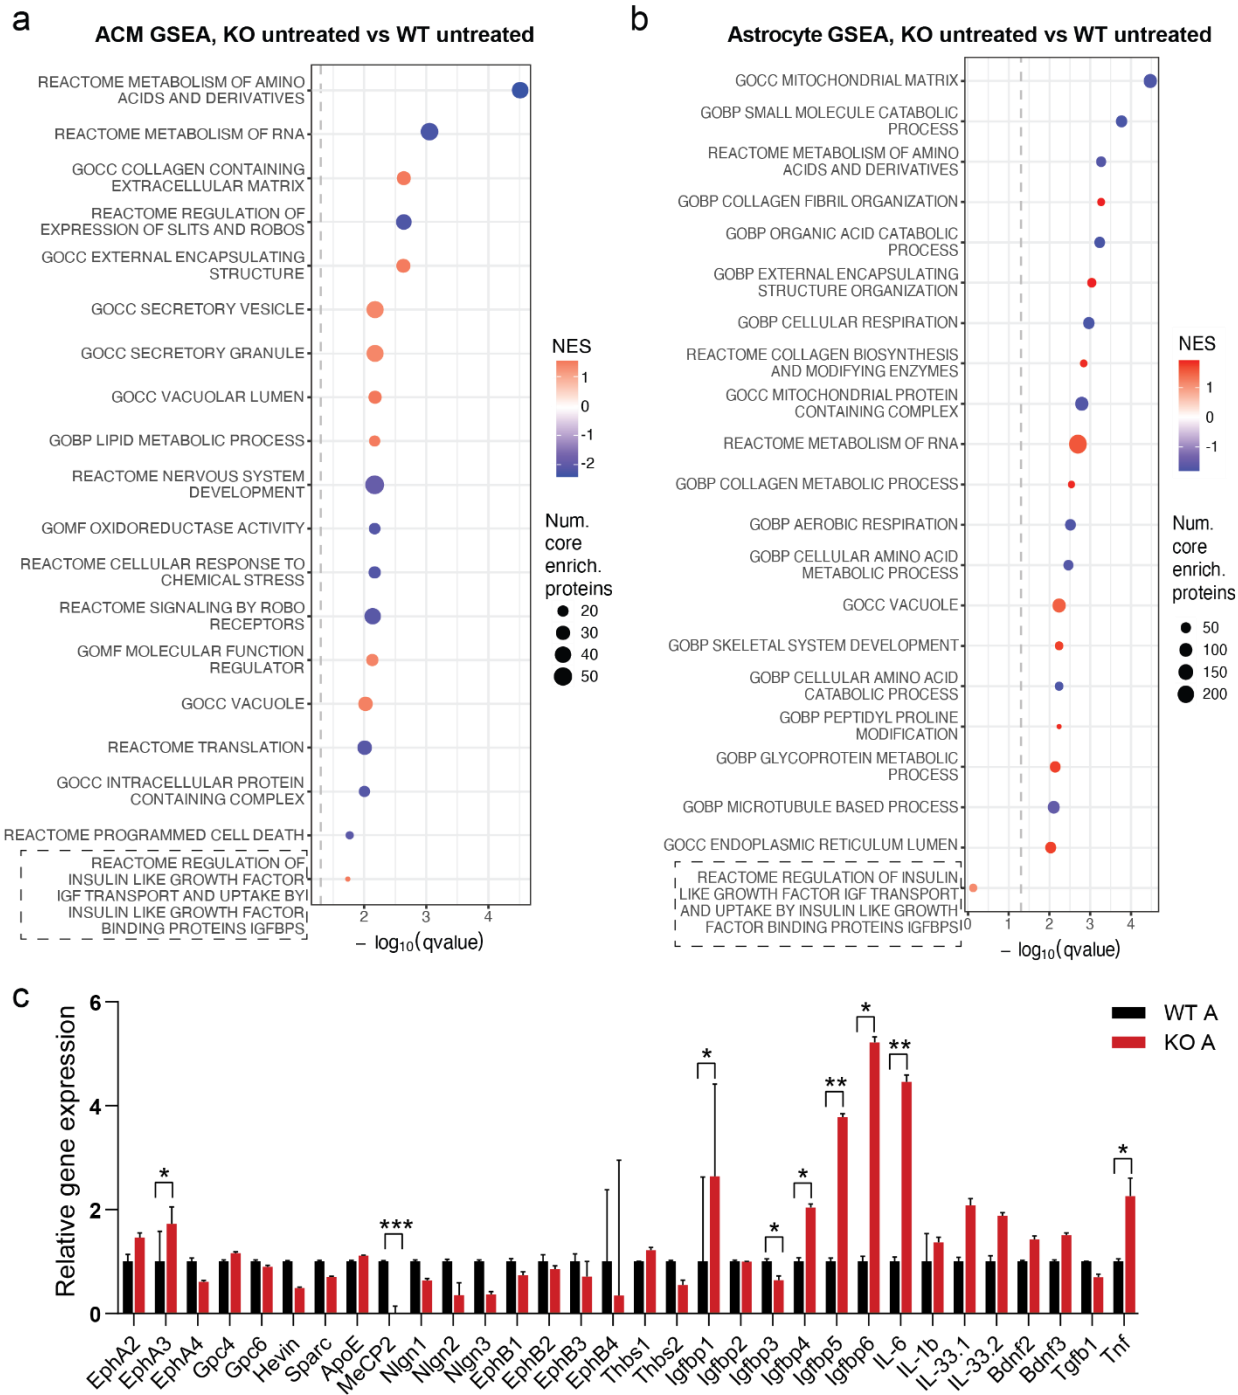 a
ACM GSEA, KO untreated vs WT untreated
REACTOME METABOLISM OF AMINO
ACIDS AND DERIVATIVES
REACTOME METABOLISM OF RNA
GOCC COLLAGEN CONTAINING
EXTRACELLULAR MATRIX
REACTOME REGULATION OF
EXPRESSION OF SLITS AND ROBOS
GOCC EXTERNAL ENCAPSULATING
STRUCTURE
GOCC SECRETORY VESICLE
GOCC SECRETORY GRANULE
GOCC VACUOLAR LUMEN
GOBP LIPID METABOLIC PROCESS
REACTOME NERVOUS SYSTEM
DEVELOPMENT
GOMF OXIDOREDUCTASE ACTIVITY
REACTOME CELLULAR RESPONSE TO
CHEMICAL STRESS
REACTOME SIGNALING BY ROBO
RECEPTORS
GOMF MOLECULAR FUNCTION
REGULATOR
GOCC VACUOLE
REACTOME TRANSLATION
GOCC INTRACELLULAR PROTEIN
CONTAINING COMPLEX
REACTOME PROGRAMMED CELL DEATH
REACTOME REGULATION OF
INSULIN LIKE GROWTH FACTOR
IGF TRANSPORT AND UPTAKE BY
INSULIN LIKE GROWTH FACTOR
BINDING PROTEINS IGFBPS
2 3 4
− log10(qvalue)
NES
1
0
-1
-2
Num.
core
enrich.
proteins
20
30
40
50
b
Astrocyte GSEA, KO untreated vs WT untreated
GOCC MITOCHONDRIAL MATRIX
GOBP SMALL MOLECULE CATABOLIC
PROCESS
REACTOME METABOLISM OF AMINO
ACIDS AND DERIVATIVES
GOBP COLLAGEN FIBRIL ORGANIZATION
GOBP ORGANIC ACID CATABOLIC
PROCESS
GOBP EXTERNAL ENCAPSULATING
STRUCTURE ORGANIZATION
GOBP CELLULAR RESPIRATION
REACTOME COLLAGEN BIOSYNTHESIS
AND MODIFYING ENZYMES
GOCC MITOCHONDRIAL PROTEIN
CONTAINING COMPLEX
REACTOME METABOLISM OF RNA
GOBP COLLAGEN METABOLIC PROCESS
GOBP AEROBIC RESPIRATION
GOBP CELLULAR AMINO ACID
METABOLIC PROCESS
GOCC VACUOLE
GOBP SKELETAL SYSTEM DEVELOPMENT
GOBP CELLULAR AMINO ACID
CATABOLIC PROCESS
GOBP PEPTIDYL PROLINE
MODIFICATION
GOBP GLYCOPROTEIN METABOLIC
PROCESS
GOBP MICROTUBULE BASED PROCESS
GOCC ENDOPLASMIC RETICULUM LUMEN
REACTOME REGULATION OF INSULIN
LIKE GROWTH FACTOR IGF TRANSPORT
AND UPTAKE BY INSULIN LIKE GROWTH
FACTOR BINDING PROTEINS IGFBPS
0 1 2 3 4
− log10(qvalue)
NES
1
0
-1
Num.
core
enrich.
proteins
50
100
150
200
c
Relative gene expression
6
4
2
0
* *** * * * ** * ** *
WT A
KO A
EphA2
EphA3
EphA4
Gpc4
Gpc6
Hevin
Sparc
ApoE
MeCP2
Nlgn1
Nlgn2
Nlgn3
EphB1
EphB2
EphB3
EphB4
Thbs1
Thbs2
Igfbp1
Igfbp2
Igfbp3
Igfbp4
Igfbp5
Igfbp6
IL-6
IL-1b
IL-33.1
IL-33.2
Bdnf2
Bdnf3
Tgfb1
Tnf